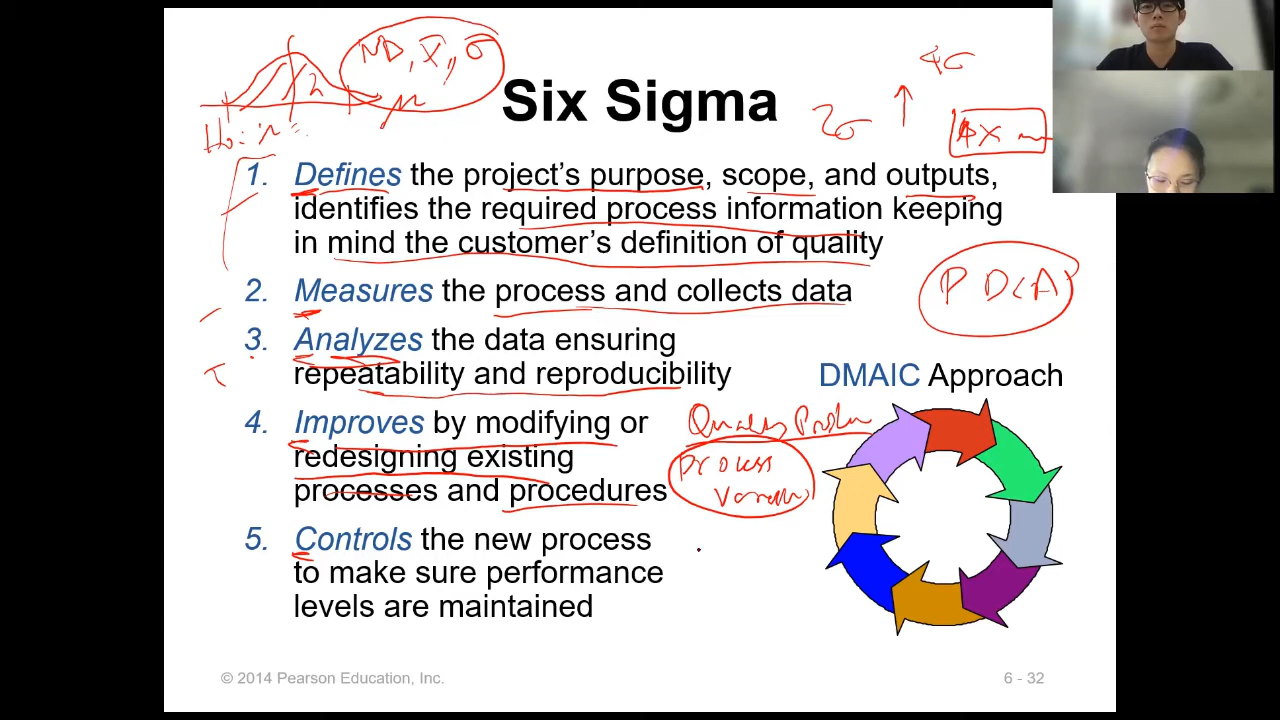 ND, X̄, σ
μ
4σ
Six Sigma
2σ
H₀:
1. Defines the project’s purpose, scope, and outputs,
identifies the required process information keeping
in mind the customer’s definition of quality
2. Measures the process and collects data
PDCA
3. Analyzes the data ensuring
repeatability and reproducibility
DMAIC Approach
4. Improves by modifying or
redesigning existing
processes and procedures
Quality
Process
5. Controls the new process
to make sure performance
levels are maintained
© 2014 Pearson Education, Inc.
6 - 32